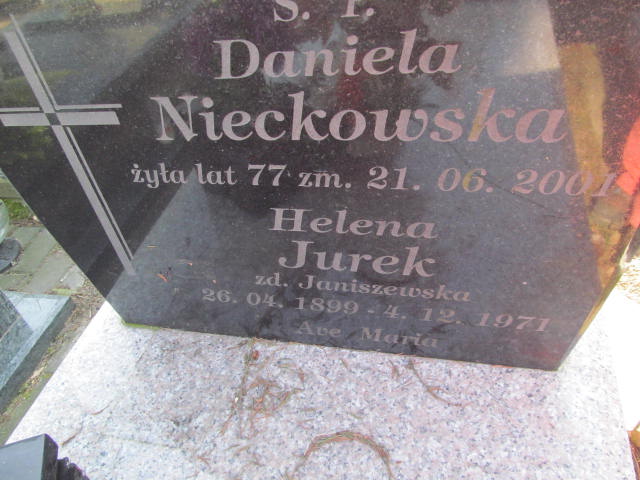 Ś. P.
Daniela
Nieckowska
żyła lat 77 zm. 21. 06. 2001
Helena
Jurek
zd. Janiszewska
26. 04. 1899 - 4. 12. 1971
Ave Maria